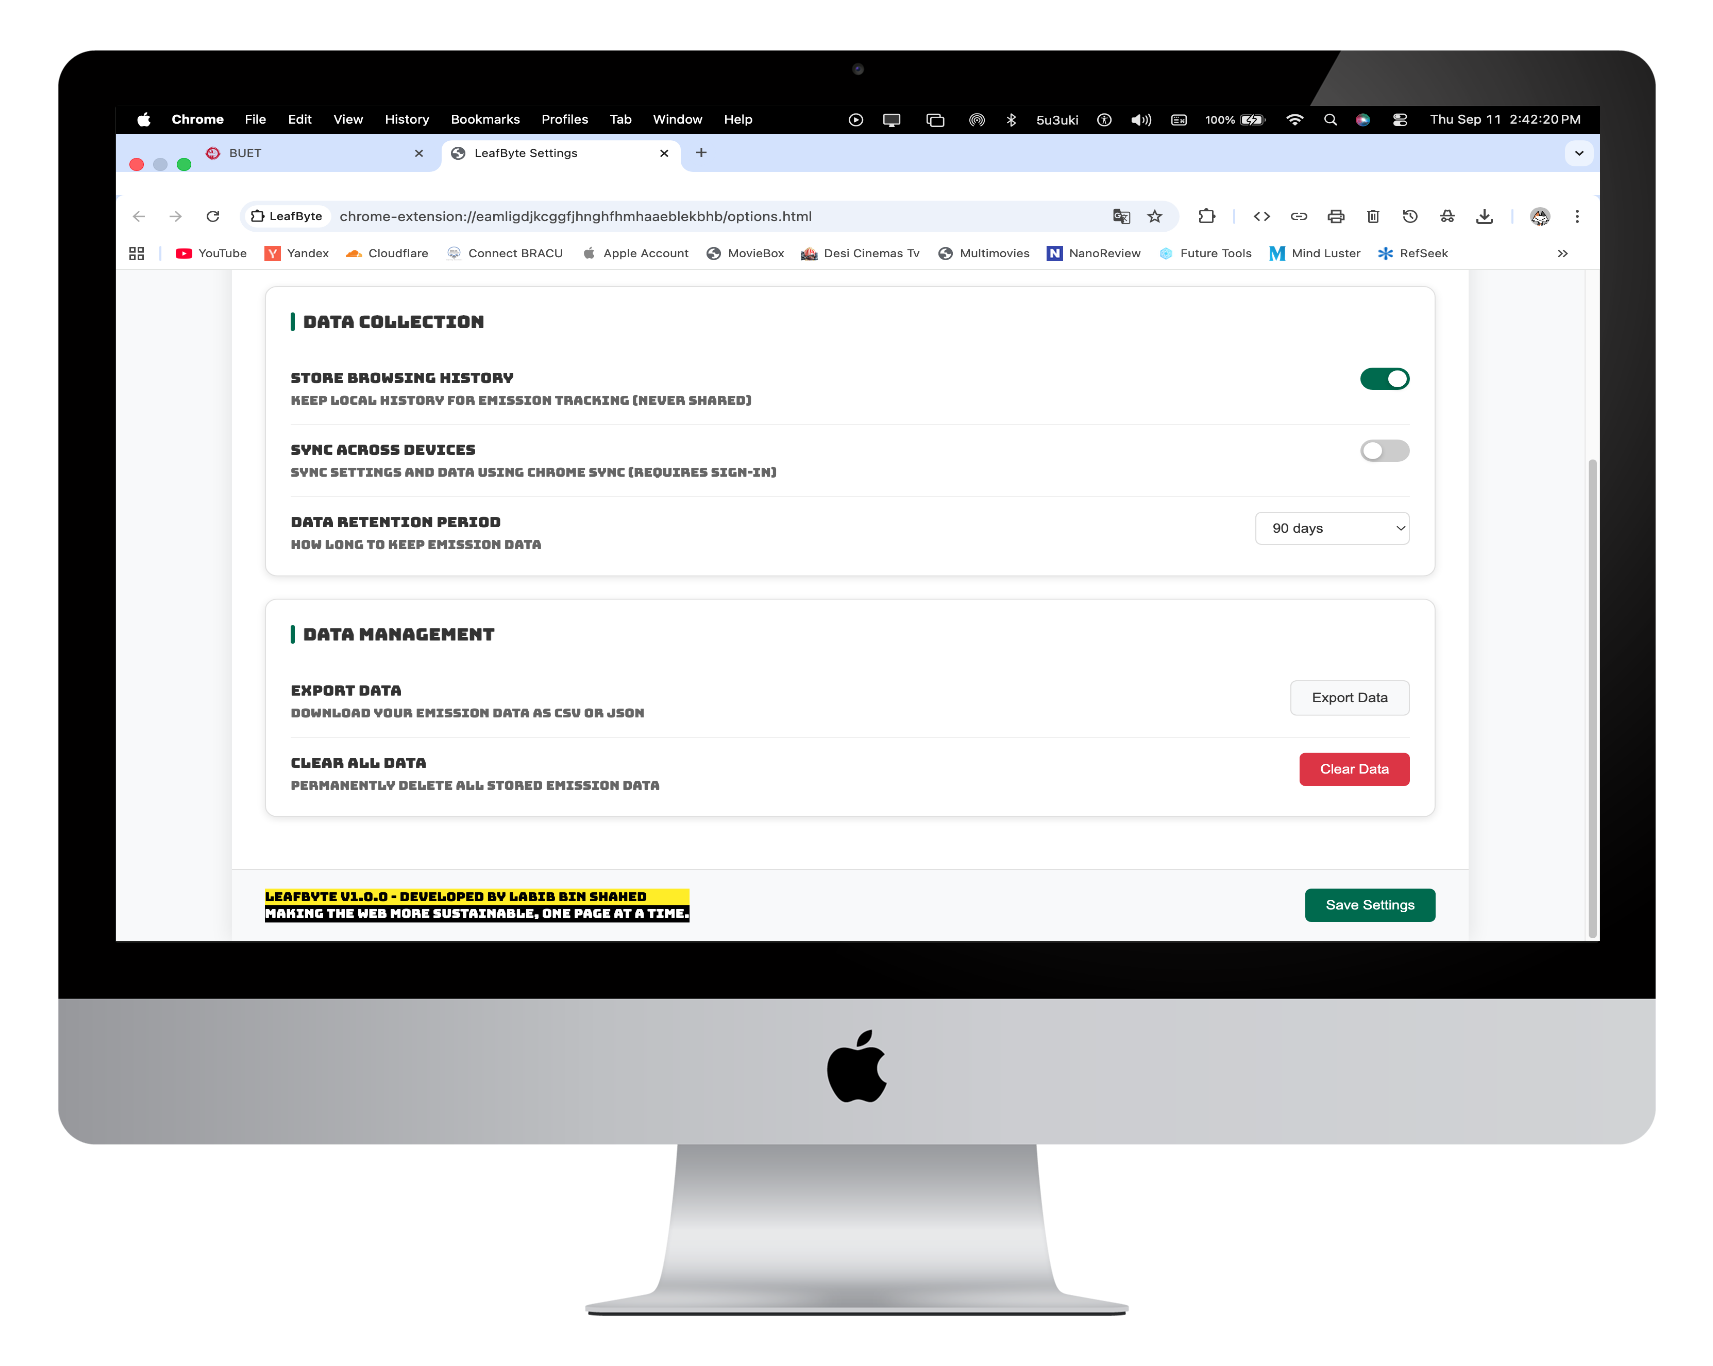 Chrome File Edit View History Bookmarks Profiles Tab Window Help 5u3uki 100% Thu Sep 11 2:42:20 PM
BUET LeafByte Settings
LeafByte chrome-extension://eamligdjkcggfjhnghfhmhaaeblekbhb/options.html
YouTube Yandex Cloudflare Connect BRACU Apple Account MovieBox Desi Cinemas Tv Multimovies NanoReview Future Tools Mind Luster RefSeek
DATA COLLECTION
STORE BROWSING HISTORY
KEEP LOCAL HISTORY FOR EMISSION TRACKING (NEVER SHARED)
SYNC ACROSS DEVICES
SYNC SETTINGS AND DATA USING CHROME SYNC (REQUIRES SIGN-IN)
DATA RETENTION PERIOD
90 days
HOW LONG TO KEEP EMISSION DATA
DATA MANAGEMENT
EXPORT DATA
Export Data
DOWNLOAD YOUR EMISSION DATA AS CSV OR JSON
CLEAR ALL DATA
Clear Data
PERMANENTLY DELETE ALL STORED EMISSION DATA
LEAFBYTE V1.0.0 - DEVELOPED BY LABIB BIN SHAHED
MAKING THE WEB MORE SUSTAINABLE, ONE PAGE AT A TIME.
Save Settings